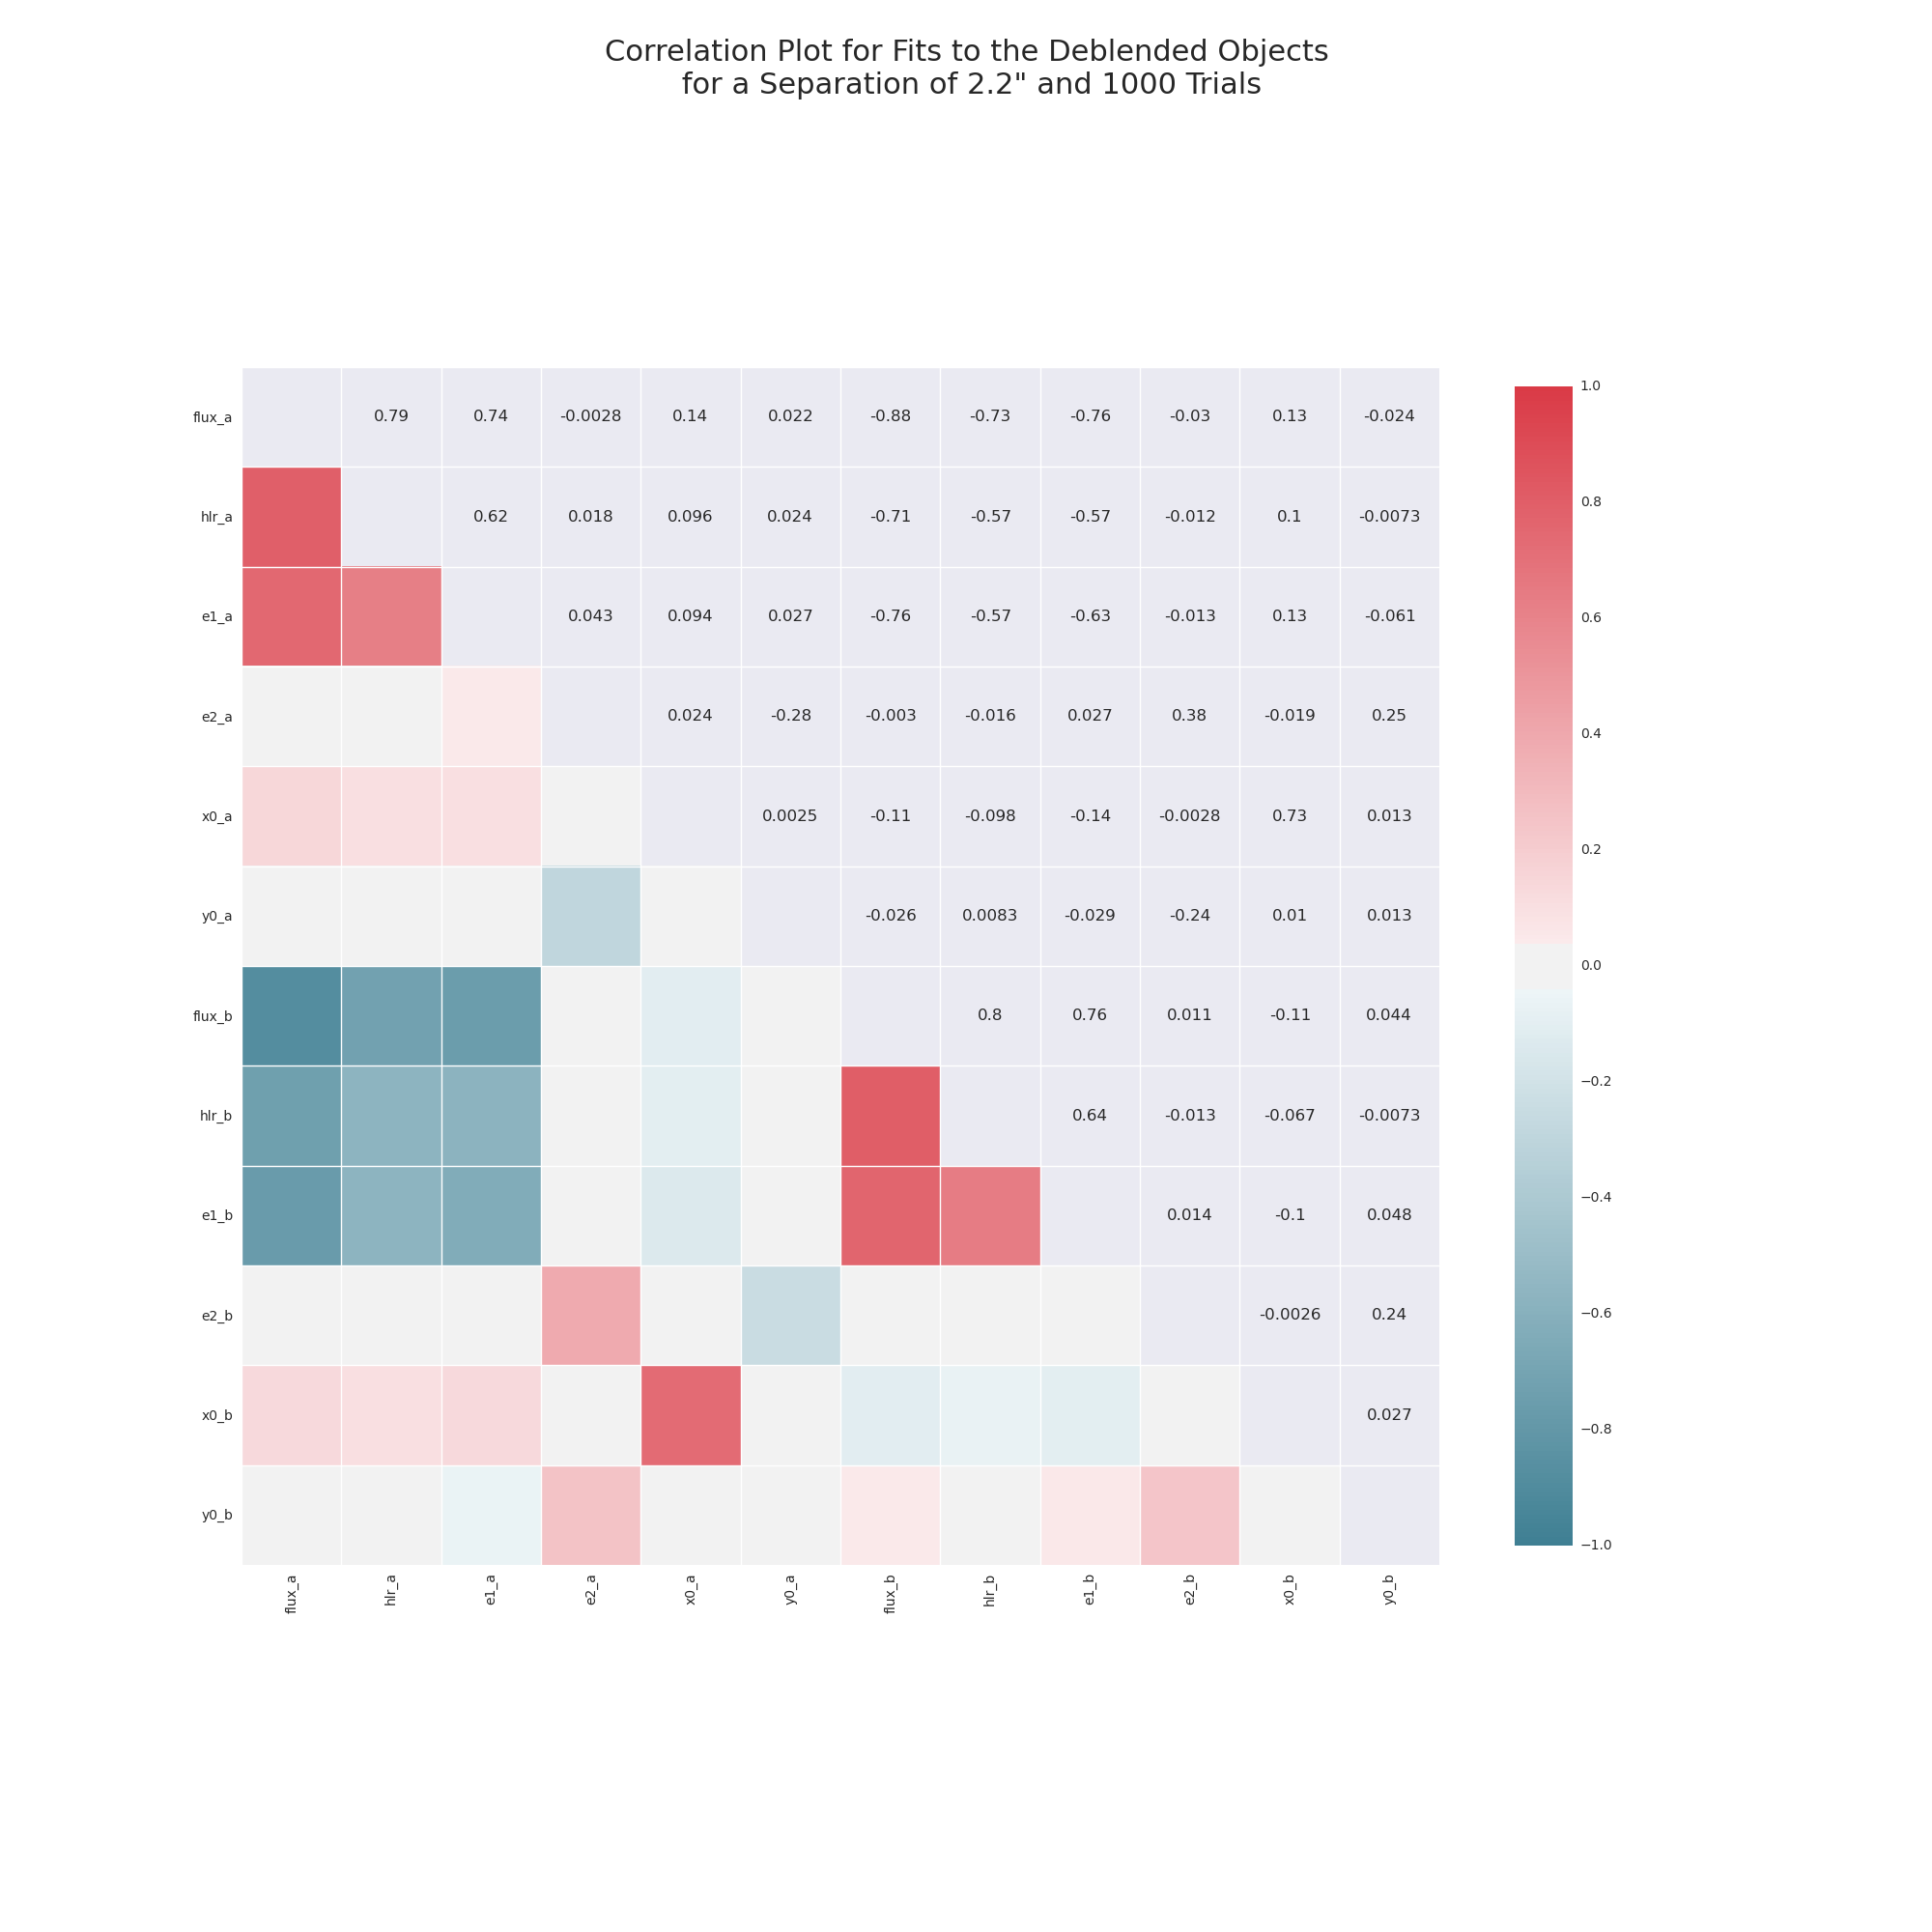 Correlation Plot for Fits to the Deblended Objects
for a Separation of 2.2" and 1000 Trials
flux_a 0.79 0.74 -0.0028 0.14 0.022 -0.88 -0.73 -0.76 -0.03 0.13 -0.024
hlr_a 0.62 0.018 0.096 0.024 -0.71 -0.57 -0.57 -0.012 0.1 -0.0073
e1_a 0.043 0.094 0.027 -0.76 -0.57 -0.63 -0.013 0.13 -0.061
e2_a 0.024 -0.28 -0.003 -0.016 0.027 0.38 -0.019 0.25
x0_a 0.0025 -0.11 -0.098 -0.14 -0.0028 0.73 0.013
y0_a -0.026 0.0083 -0.029 -0.24 0.01 0.013
flux_b 0.8 0.76 0.011 -0.11 0.044
hlr_b 0.64 -0.013 -0.067 -0.0073
e1_b 0.014 -0.1 0.048
e2_b -0.0026 0.24
x0_b 0.027
y0_b
flux_a hlr_a e1_a e2_a x0_a y0_a flux_b hlr_b e1_b e2_b x0_b y0_b
1.0
0.8
0.6
0.4
0.2
0.0
−0.2
−0.4
−0.6
−0.8
−1.0